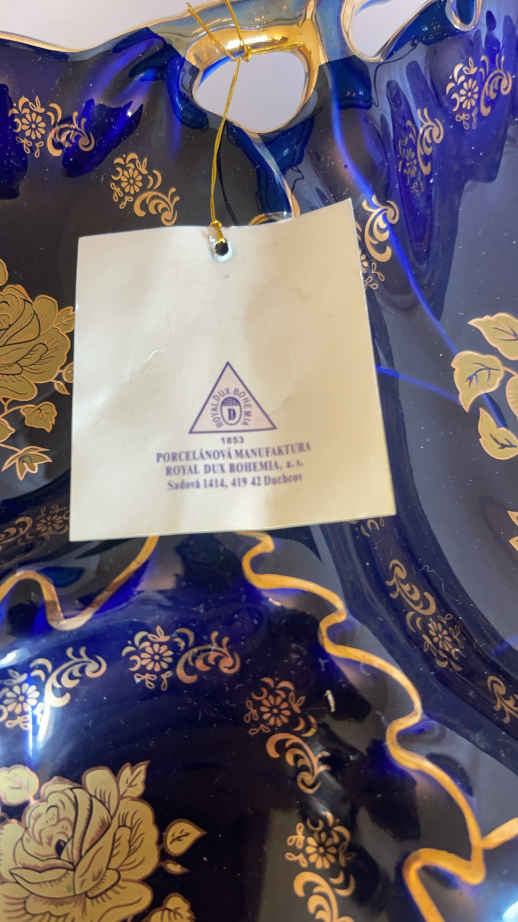 ROYAL DUX BOHEMIA
D
1853
PORCELÁNOVÁ MANUFAKTURA
ROYAL DUX BOHEMIA, a. s.
Sadová 1414, 419 42 Duchcov